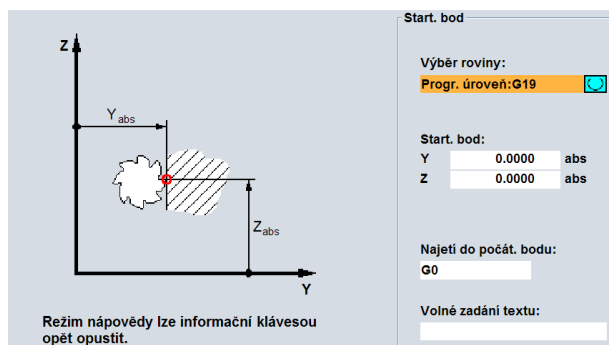 Z
Yabs
Zabs
Y
Režim nápovědy lze informační klávesou
opět opustit.
Start. bod
Výběr roviny:
Progr. úroveň:G19
Start. bod:
Y 0.0000 abs
Z 0.0000 abs
Najetí do počát. bodu:
G0
Volné zadání textu: